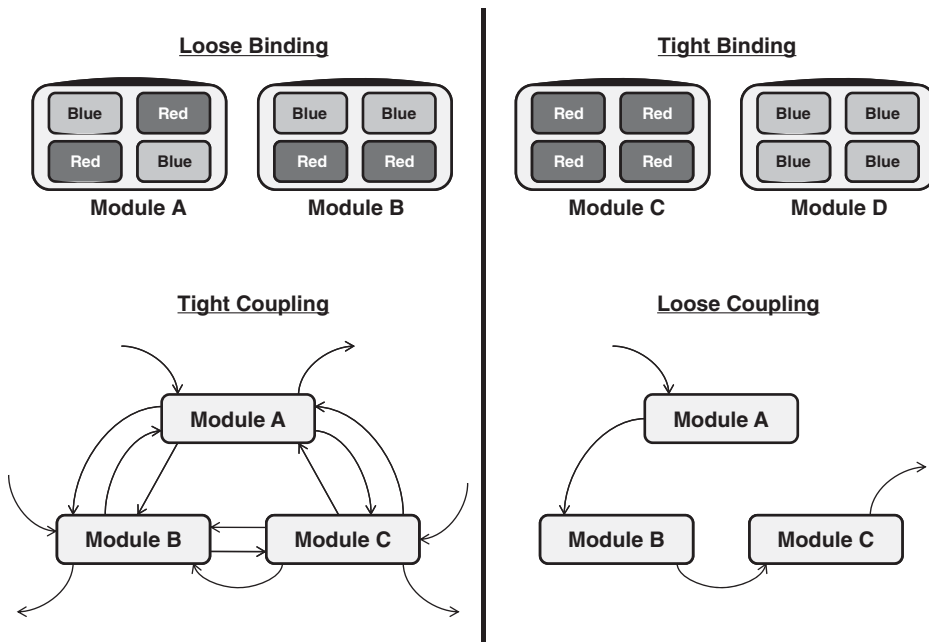 Loose Binding
Blue Red
Red Blue
Module A
Blue Blue
Red Red
Module B
Tight Binding
Red Red
Red Red
Module C
Blue Blue
Blue Blue
Module D
Tight Coupling
Module A
Module B
Module C
Loose Coupling
Module A
Module B
Module C